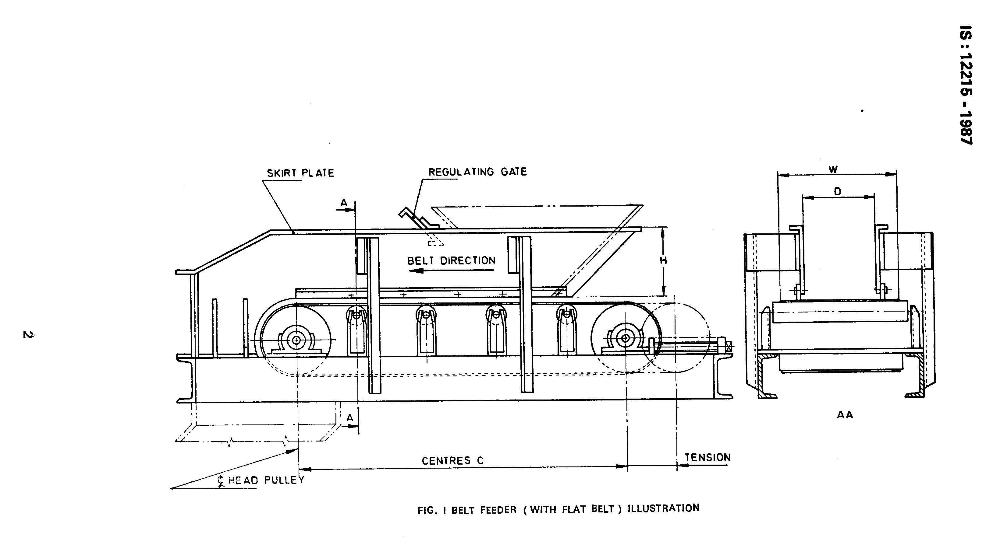 IS : 12215 - 1987
SKIRT PLATE
REGULATING GATE
W
D
A
H
BELT DIRECTION
2
A
AA
CENTRES C
TENSION
℄ HEAD PULLEY
FIG. 1 BELT FEEDER ( WITH FLAT BELT ) ILLUSTRATION